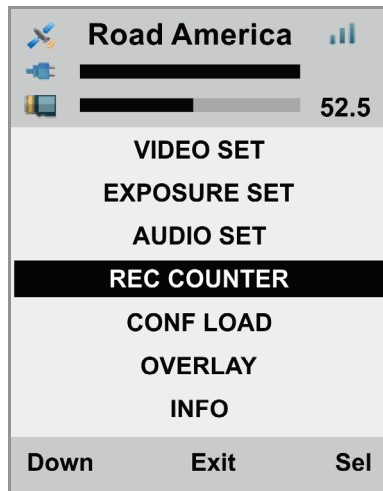 Road America
52.5
VIDEO SET
EXPOSURE SET
AUDIO SET
REC COUNTER
CONF LOAD
OVERLAY
INFO
Down Exit Sel